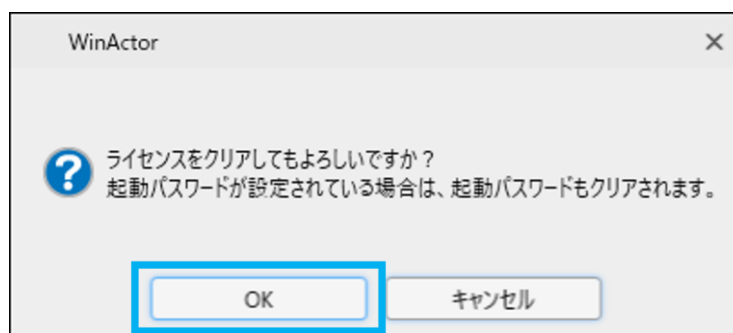 WinActor
ライセンスをクリアしてもよろしいですか？
起動パスワードが設定されている場合は、起動パスワードもクリアされます。
OK
キャンセル